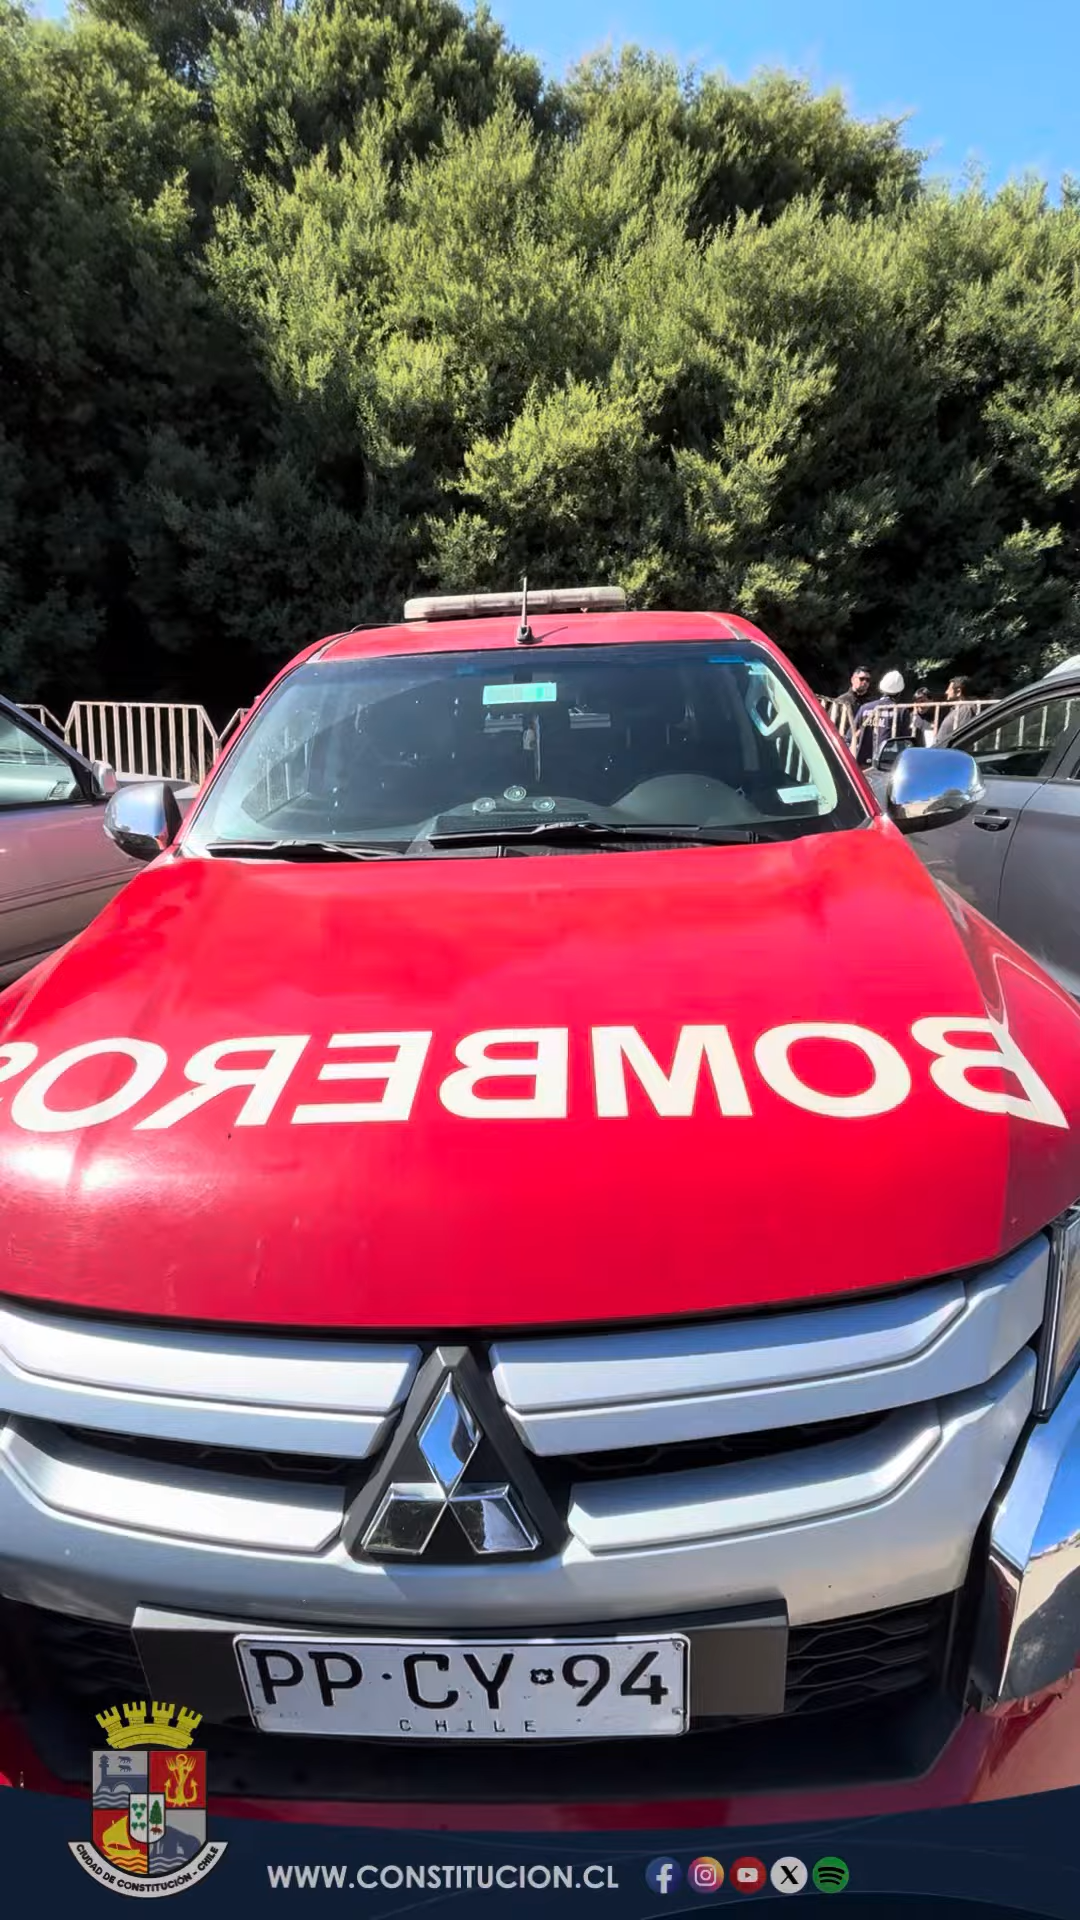 BOMBEROS
PP·CY 94
CHILE
CIUDAD DE CONSTITUCIÓN - CHILE
WWW.CONSTITUCION.CL